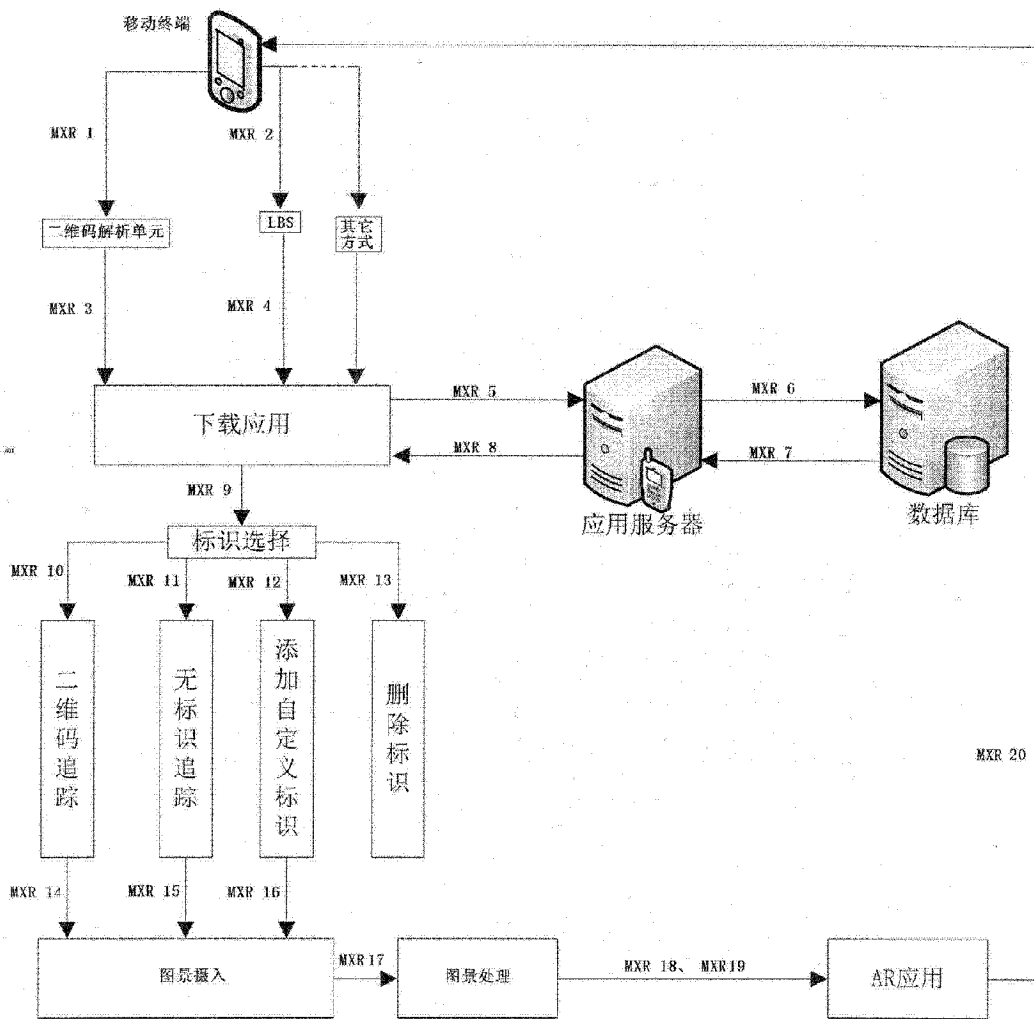 移动终端
MXR 1
MXR 2
二维码解析单元
LBS
其它
方式
MXR 3
MXR 4
下载应用
MXR 5
MXR 6
MXR 8
MXR 7
应用服务器
数据库
MXR 9
标识选择
MXR 10
MXR 11
MXR 12
MXR 13
二维码追踪
无标识追踪
添加自定义标识
删除标识
MXR 20
MXR 14
MXR 15
MXR 16
图景摄入
MXR17
图景处理
MXR 18、 MXR19
AR应用